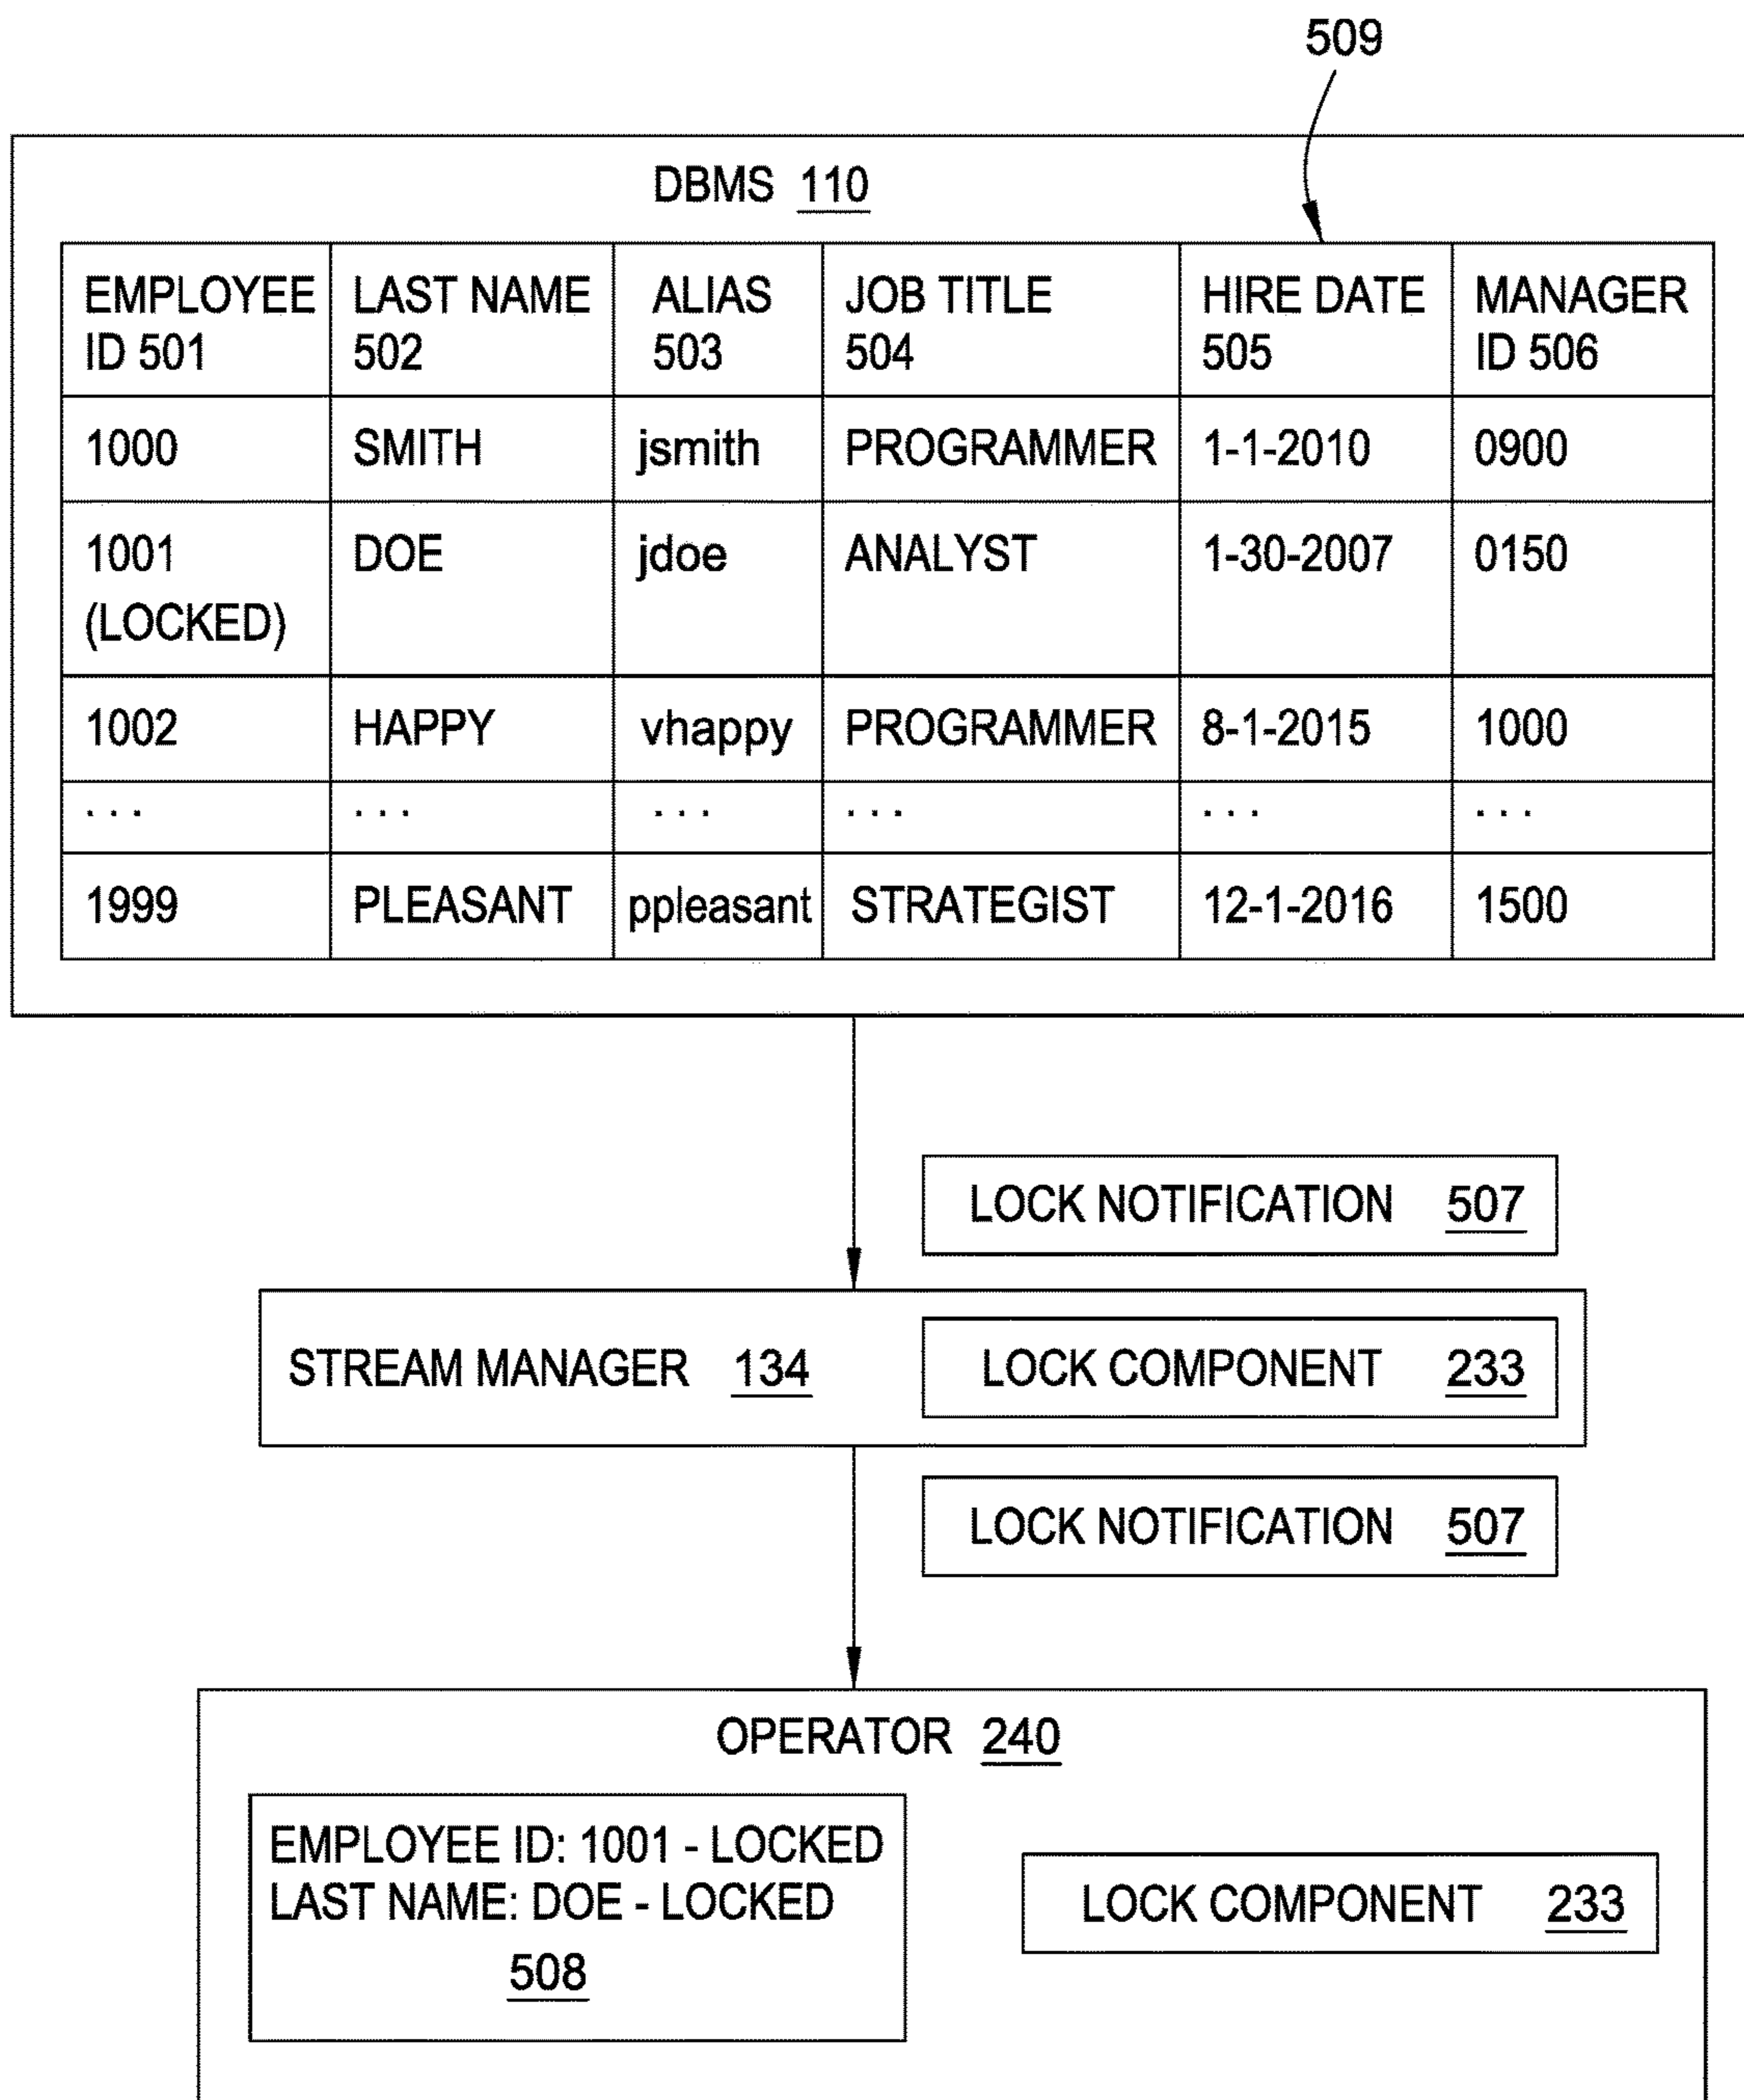 509
DBMS 110
EMPLOYEE ID 501 LAST NAME 502 ALIAS 503 JOB TITLE 504 HIRE DATE 505 MANAGER ID 506
1000 SMITH jsmith PROGRAMMER 1-1-2010 0900
1001 (LOCKED) DOE jdoe ANALYST 1-30-2007 0150
1002 HAPPY vhappy PROGRAMMER 8-1-2015 1000
. . . . . . . . . . . . . . . . . .
1999 PLEASANT ppleasant STRATEGIST 12-1-2016 1500
LOCK NOTIFICATION 507
STREAM MANAGER 134 LOCK COMPONENT 233
LOCK NOTIFICATION 507
OPERATOR 240
EMPLOYEE ID: 1001 - LOCKED
LAST NAME: DOE - LOCKED
508
LOCK COMPONENT 233